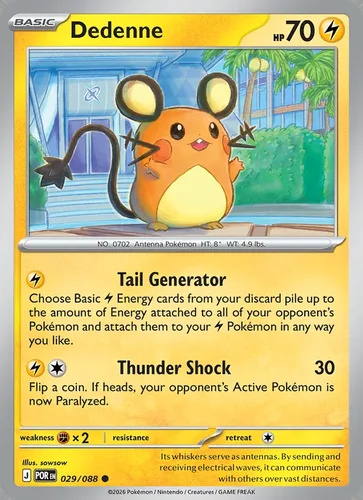 BASIC Dedenne HP 70
NO. 0702 Antenna Pokémon HT: 8" WT: 4.9 lbs.
Tail Generator
Choose Basic Energy cards from your discard pile up to
the amount of Energy attached to all of your opponent's
Pokémon and attach them to your Pokémon in any way
you like.
Thunder Shock 30
Flip a coin. If heads, your opponent's Active Pokémon is
now Paralyzed.
weakness ×2 resistance retreat
Illus. sowsow
J POR EN 029/088
Its whiskers serve as antennas. By sending and
receiving electrical waves, it can communicate
with others over vast distances.
©2026 Pokémon / Nintendo / Creatures / GAME FREAK